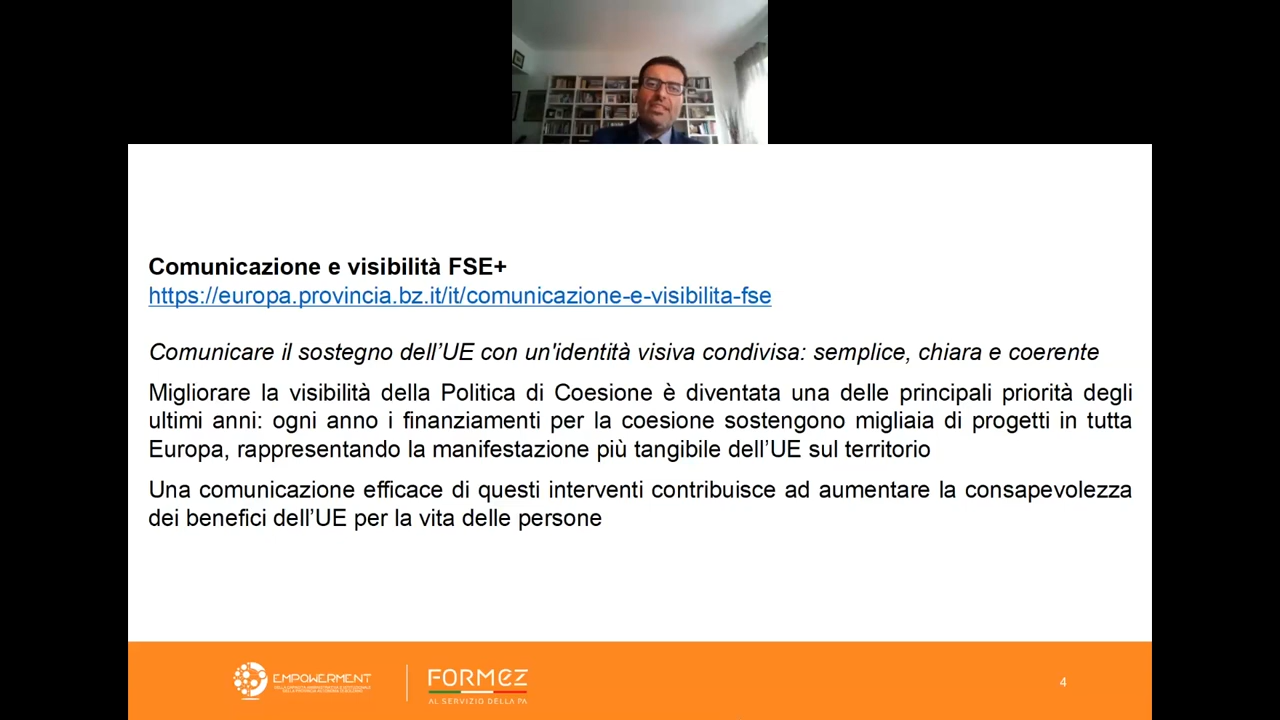 Comunicazione e visibilità FSE+
https://europa.provincia.bz.it/it/comunicazione-e-visibilita-fse
Comunicare il sostegno dell’UE con un'identità visiva condivisa: semplice, chiara e coerente
Migliorare la visibilità della Politica di Coesione è diventata una delle principali priorità degli
ultimi anni: ogni anno i finanziamenti per la coesione sostengono migliaia di progetti in tutta
Europa, rappresentando la manifestazione più tangibile dell’UE sul territorio
Una comunicazione efficace di questi interventi contribuisce ad aumentare la consapevolezza
dei benefici dell’UE per la vita delle persone
EMPOWERMENT
FORMEZ
AL SERVIZIO DELLA PA
4